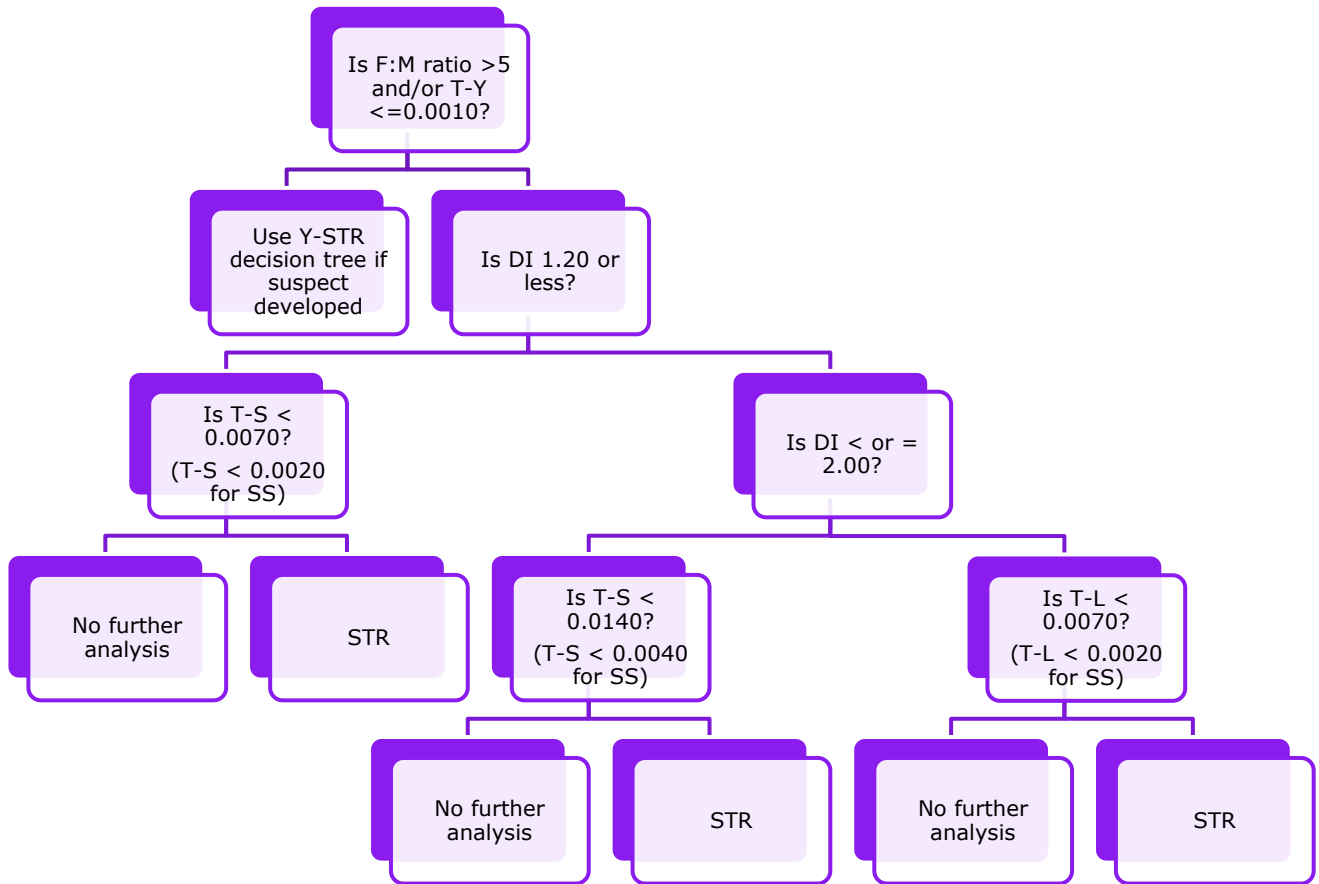 Is F:M ratio >5
and/or T-Y
<=0.0010?
Use Y-STR
decision tree if
suspect
developed
Is DI 1.20 or
less?
Is T-S <
0.0070?
(T-S < 0.0020
for SS)
Is DI < or =
2.00?
No further
analysis
STR
Is T-S <
0.0140?
(T-S < 0.0040
for SS)
Is T-L <
0.0070?
(T-L < 0.0020
for SS)
No further
analysis
STR
No further
analysis
STR